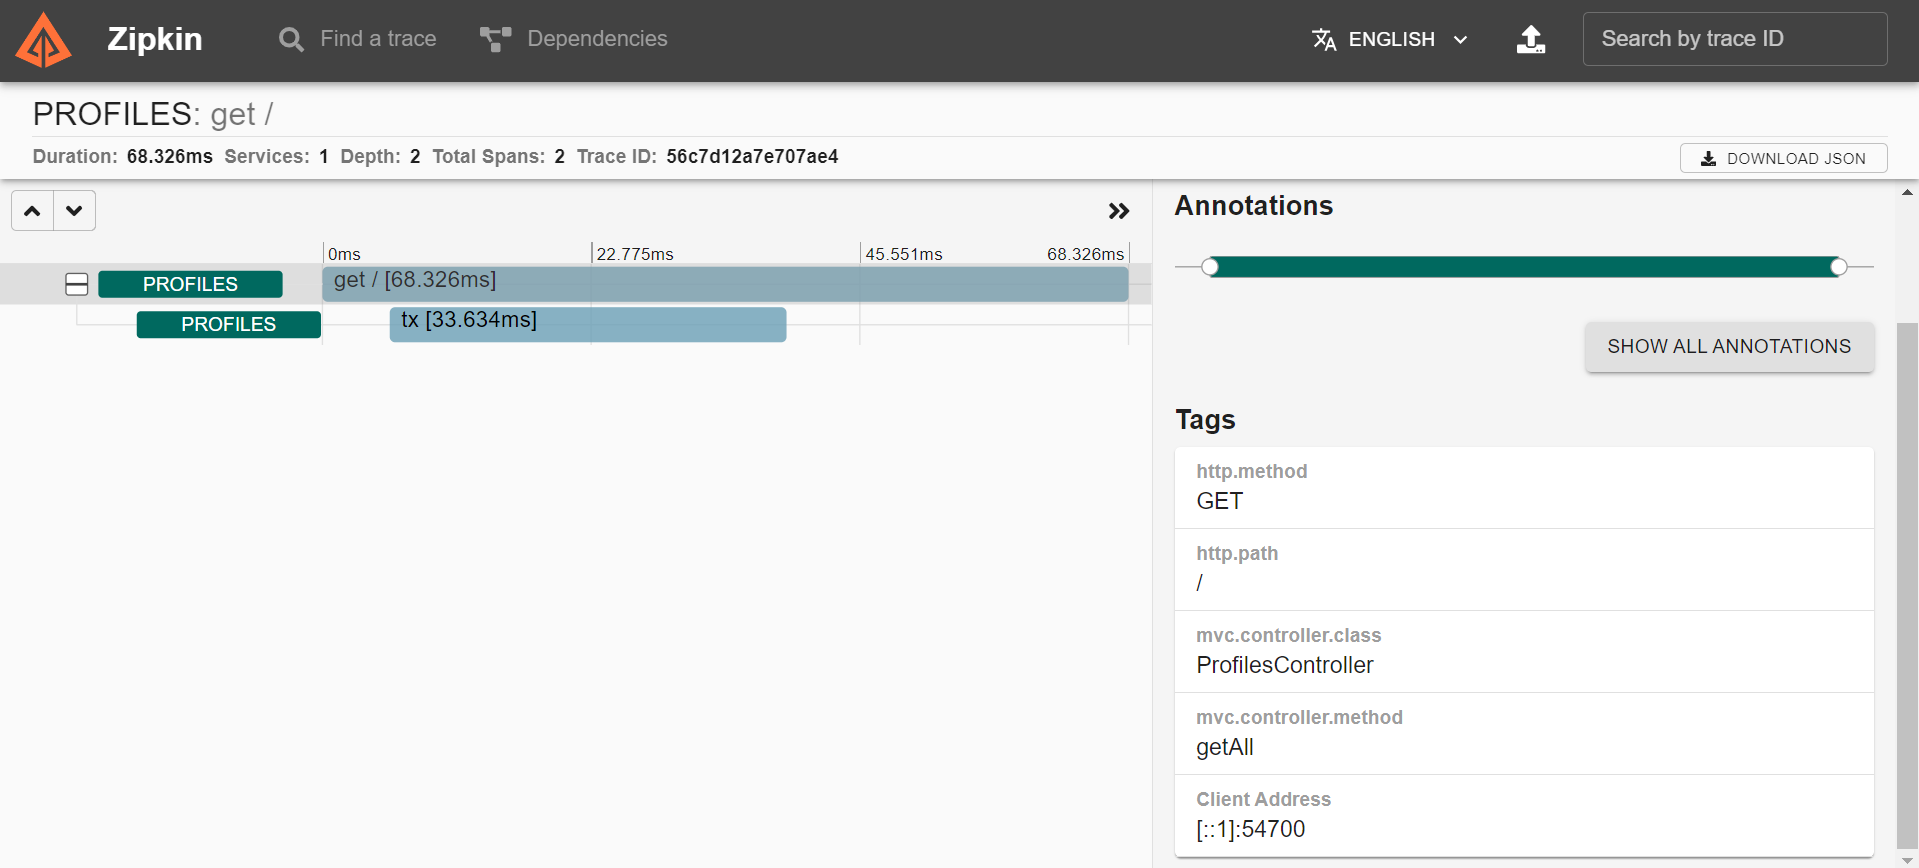 Zipkin
Find a trace
Dependencies
ENGLISH
Search by trace ID
PROFILES: get /
Duration: 68.326ms Services: 1 Depth: 2 Total Spans: 2 Trace ID: 56c7d12a7e707ae4
DOWNLOAD JSON
0ms 22.775ms 45.551ms 68.326ms
PROFILES get / [68.326ms]
PROFILES tx [33.634ms]
Annotations
SHOW ALL ANNOTATIONS
Tags
http.method
GET
http.path
/
mvc.controller.class
ProfilesController
mvc.controller.method
getAll
Client Address
[::1]:54700